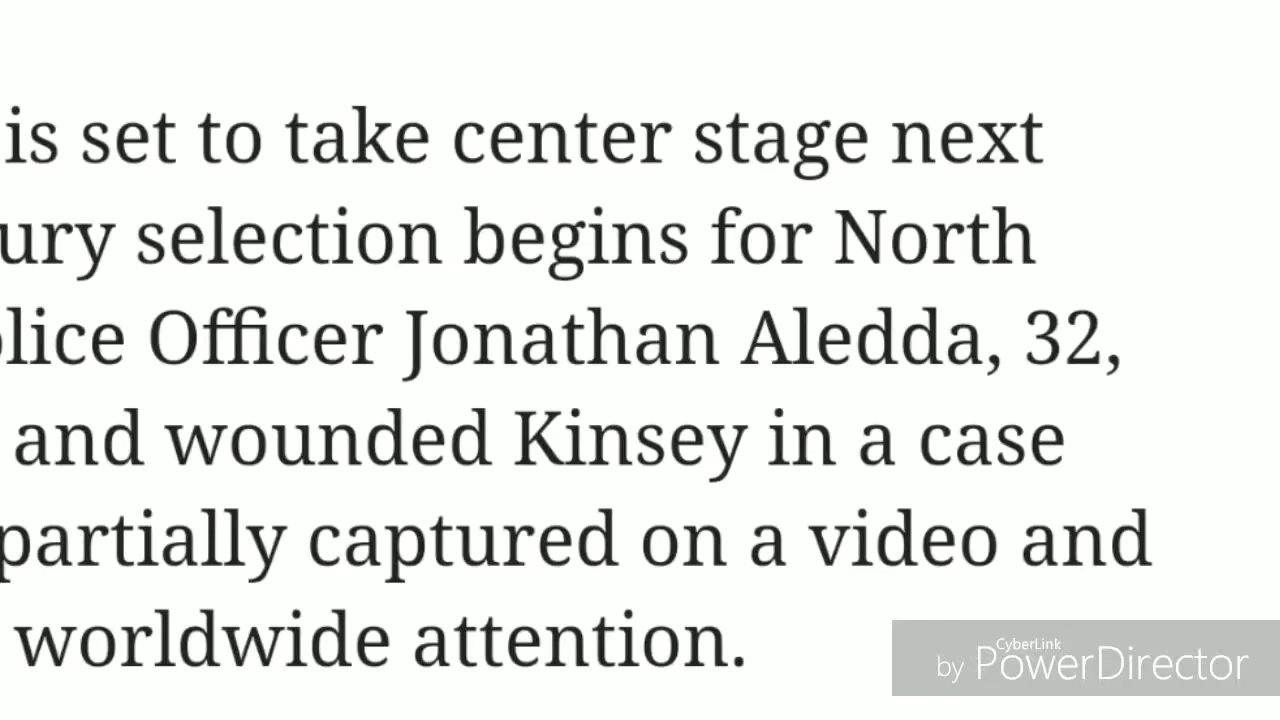 is set to take center stage next
ury selection begins for North
olice Officer Jonathan Aledda, 32,
and wounded Kinsey in a case
partially captured on a video and
worldwide attention.
CyberLink
by PowerDirector